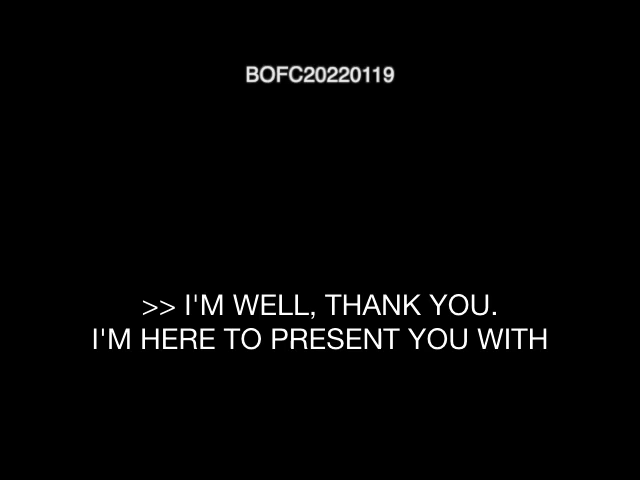 BOFC20220119
>> I'M WELL, THANK YOU.
I'M HERE TO PRESENT YOU WITH